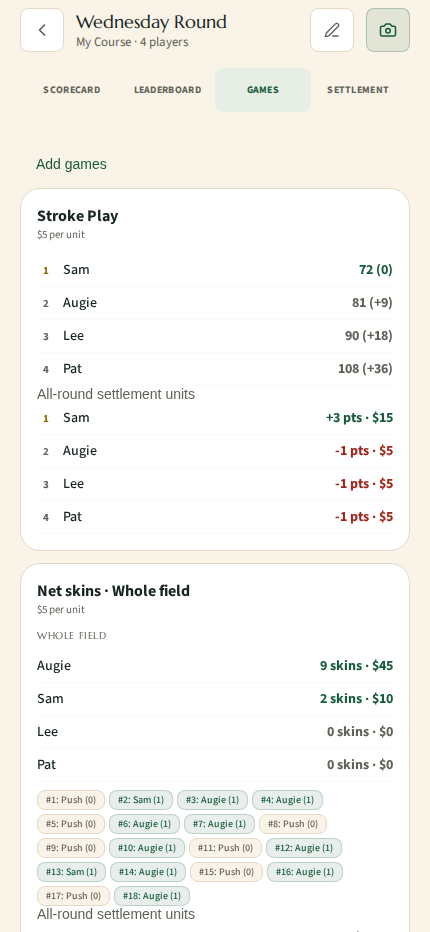 Wednesday Round
My Course · 4 players
SCORECARD LEADERBOARD GAMES SETTLEMENT
Add games
Stroke Play
$5 per unit
1 Sam 72 (0)
2 Augie 81 (+9)
3 Lee 90 (+18)
4 Pat 108 (+36)
All-round settlement units
1 Sam +3 pts · $15
2 Augie -1 pts · $5
3 Lee -1 pts · $5
4 Pat -1 pts · $5
Net skins · Whole field
$5 per unit
WHOLE FIELD
Augie 9 skins · $45
Sam 2 skins · $10
Lee 0 skins · $0
Pat 0 skins · $0
#1: Push (0) #2: Sam (1) #3: Augie (1) #4: Augie (1)
#5: Push (0) #6: Augie (1) #7: Augie (1) #8: Push (0)
#9: Push (0) #10: Augie (1) #11: Push (0) #12: Augie (1)
#13: Sam (1) #14: Augie (1) #15: Push (0) #16: Augie (1)
#17: Push (0) #18: Augie (1)
All-round settlement units